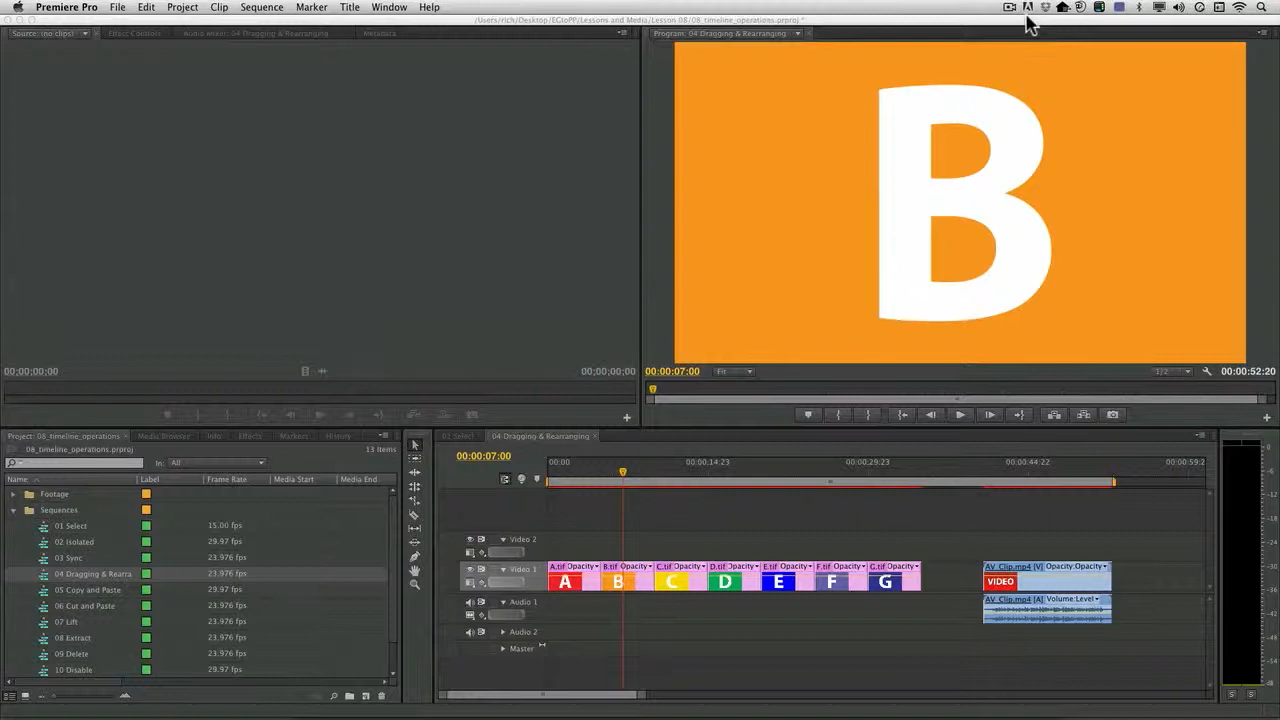 Premiere Pro File Edit Project Clip Sequence Marker Title Window Help
/Users/rich/Desktop/EGtoPP/Lessons and Media/Lesson 08/08_timeline_operations.prproj *
Source: (no clips) Effect Controls Audio Mixer: 04 Dragging & Rearranging Metadata
Program: 04 Dragging & Rearranging
B
00;00;00;00 00;00;00;00
00:00:07:00 Fit 1/2 00:00:52:20
Project: 08_timeline_operations Media Browser Info Effects Markers History
08_timeline_operations.prproj 13 Items
In: All
Name Label Frame Rate Media Start Media End
Footage
Sequences
01 Select 15.00 fps
02 Isolated 29.97 fps
03 Sync 23.976 fps
04 Dragging & Rearra 23.976 fps
05 Copy and Paste 23.976 fps
06 Cut and Paste 23.976 fps
07 Lift 23.976 fps
08 Extract 23.976 fps
09 Delete 23.976 fps
10 Disable 29.97 fps
01 Select 04 Dragging & Rearranging
00:00:07:00
00:00 00:00:14:23 00:00:29:23 00:00:44:22 00:00:59:2
Video 2
Video 1
A.tif Opacity B.tif Opacity C.tif Opacity D.tif Opacity E.tif Opacity F.tif Opacity G.tif Opacity
A B C D E F G
AV_Clip.mp4 [V] Opacity:Opacity
VIDEO
Audio 1
AV_Clip.mp4 [A] Volume:Level
Audio 2
Master
0
S S